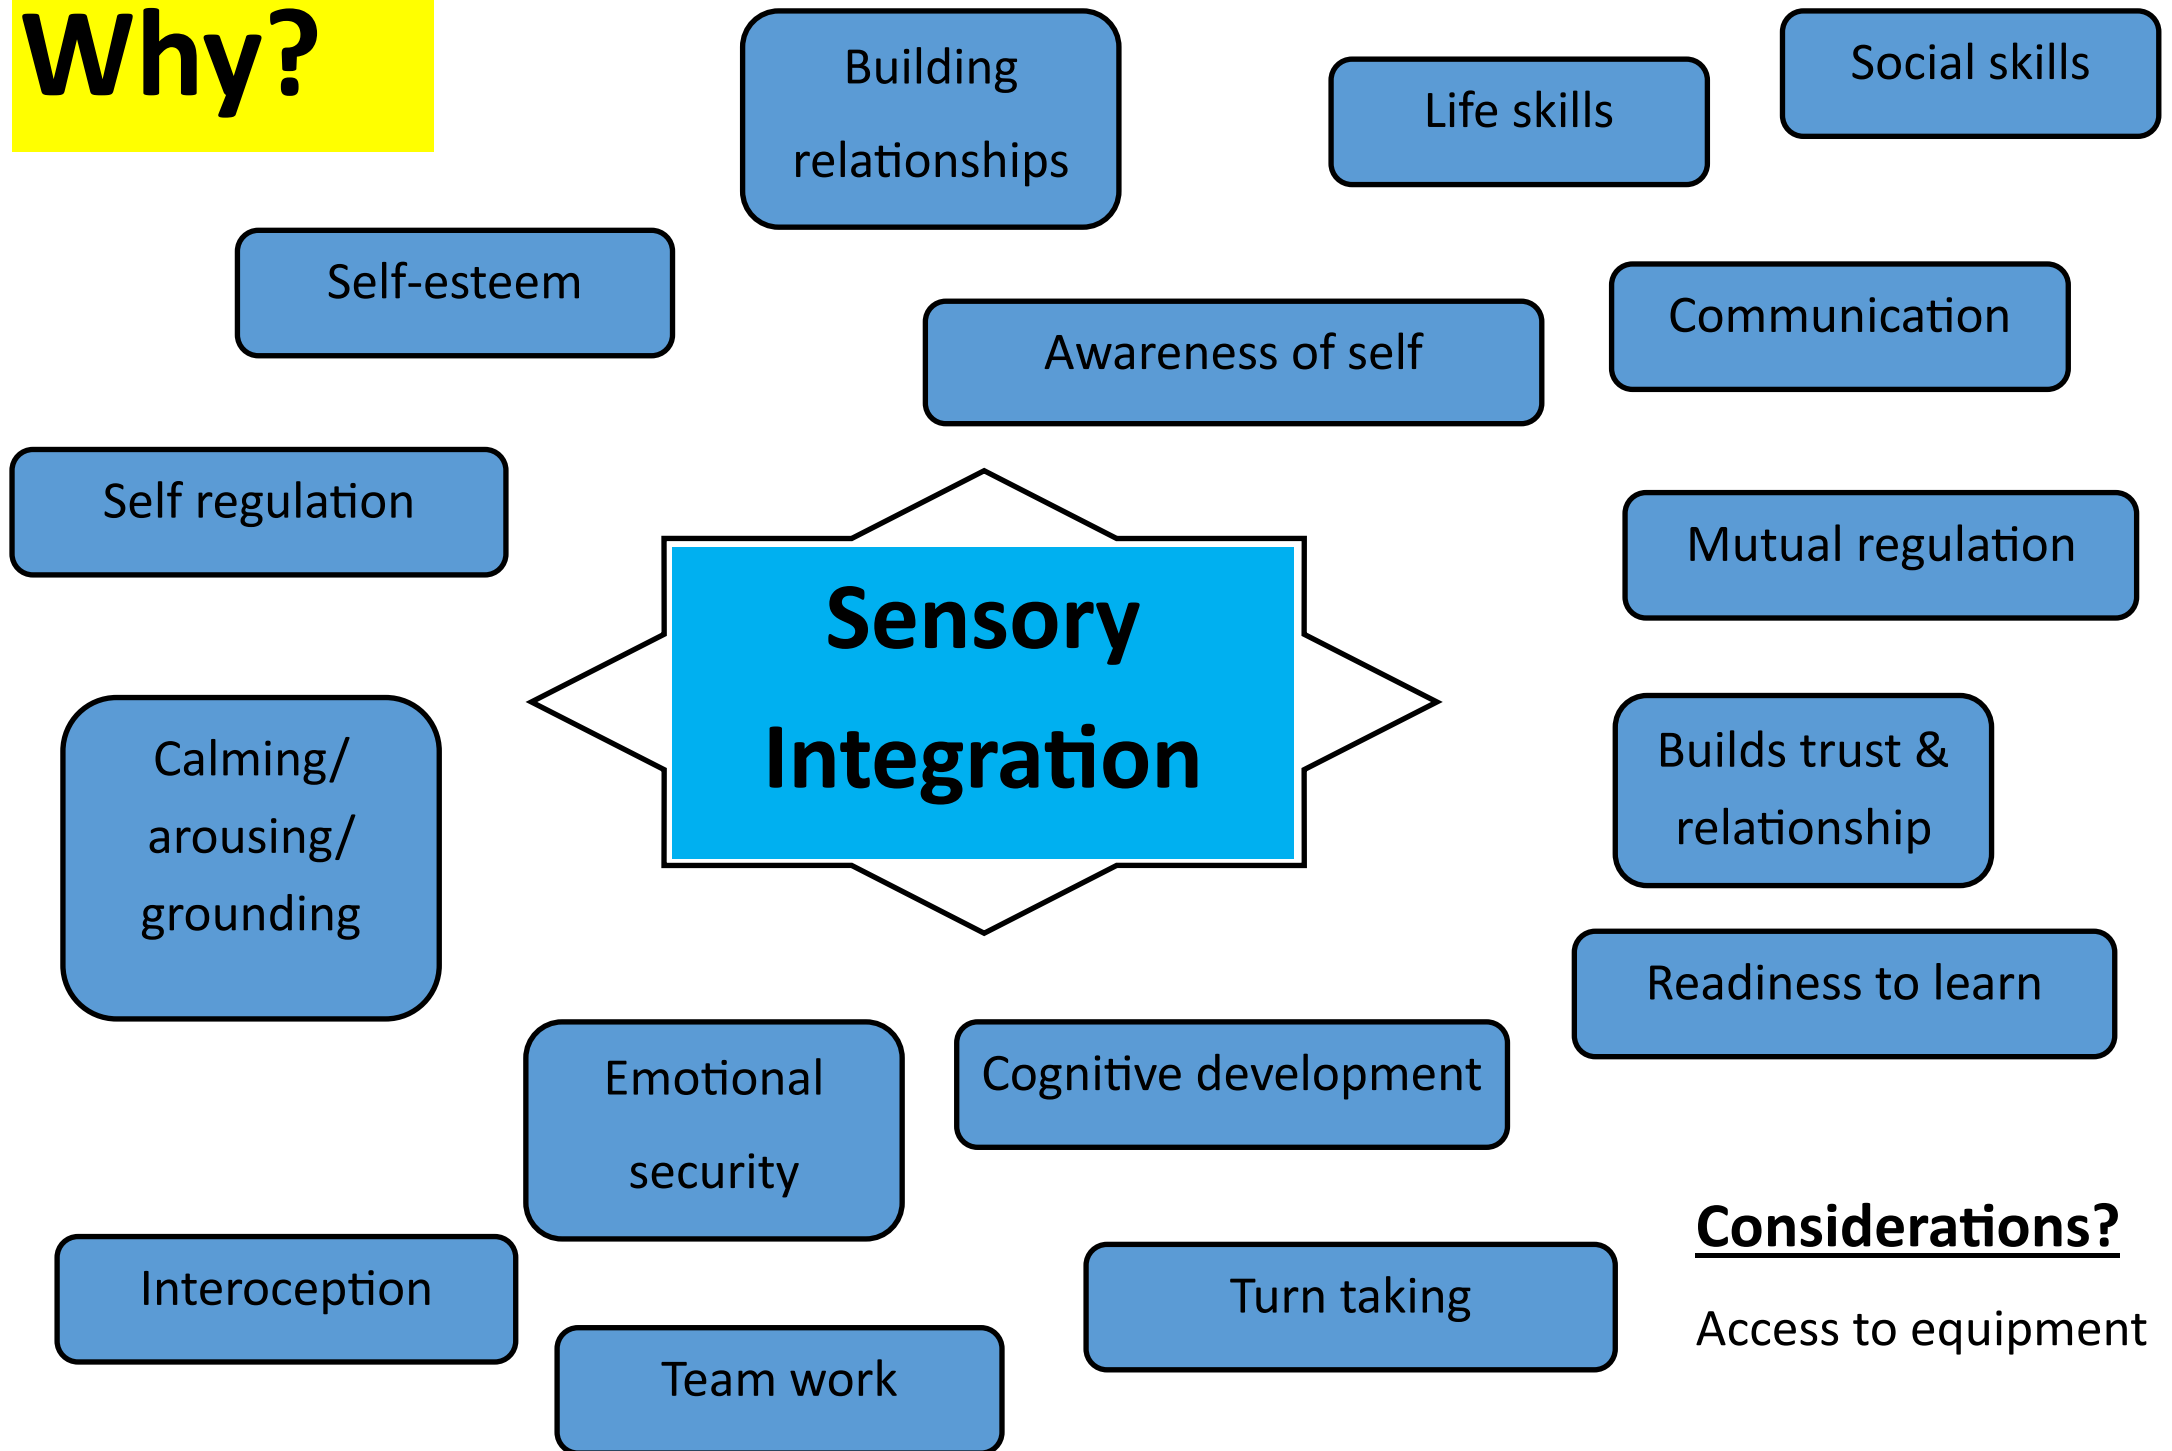 Why?
Building
relationships
Life skills
Social skills
Self-esteem
Awareness of self
Communication
Self regulation
Mutual regulation
Sensory
Integration
Calming/
arousing/
grounding
Builds trust &
relationship
Readiness to learn
Emotional
security
Cognitive development
Interoception
Team work
Turn taking
Considerations?
Access to equipment